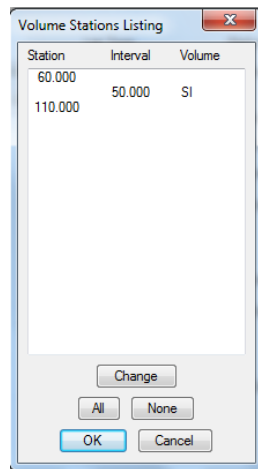 Volume Stations Listing
Station Interval Volume
60.000
50.000 SI
110.000
Change
All None
OK Cancel